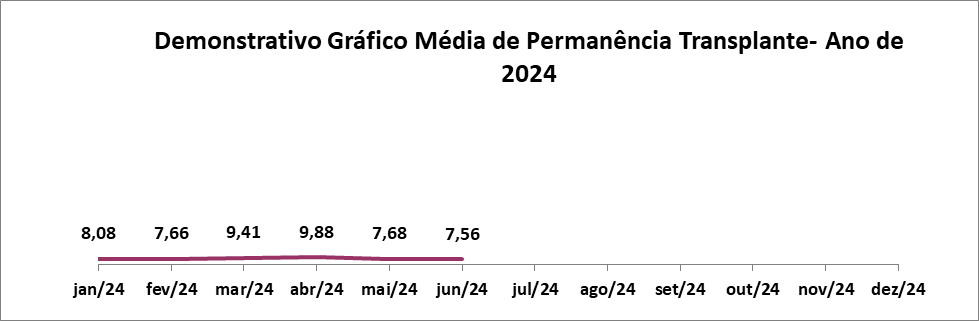 Demonstrativo Gráfico Média de Permanência Transplante- Ano de
2024
8,08 7,66 9,41 9,88 7,68 7,56
jan/24 fev/24 mar/24 abr/24 mai/24 jun/24 jul/24 ago/24 set/24 out/24 nov/24 dez/24